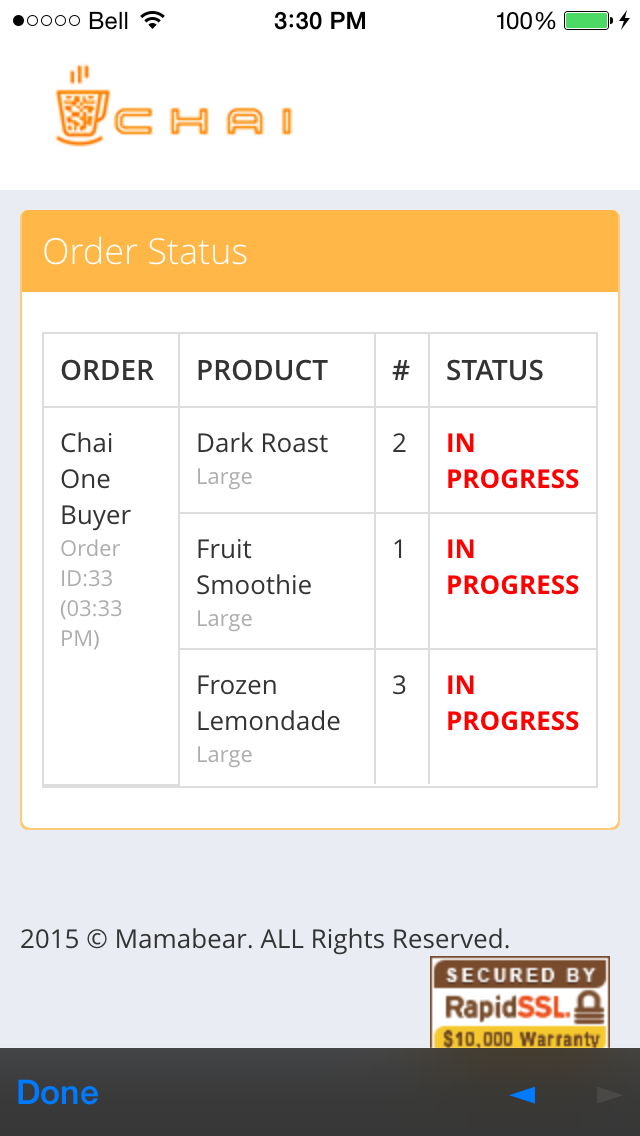 Bell 3:30 PM 100%
CHAI
Order Status
ORDER PRODUCT # STATUS
Chai
One
Buyer
Order
ID:33
(03:33
PM)
Dark Roast 2 IN
Large PROGRESS
Fruit 1 IN
Smoothie PROGRESS
Large
Frozen 3 IN
Lemondade PROGRESS
Large
2015 © Mamabear. ALL Rights Reserved.
SECURED BY
RapidSSL.
$10,000 Warranty
Done